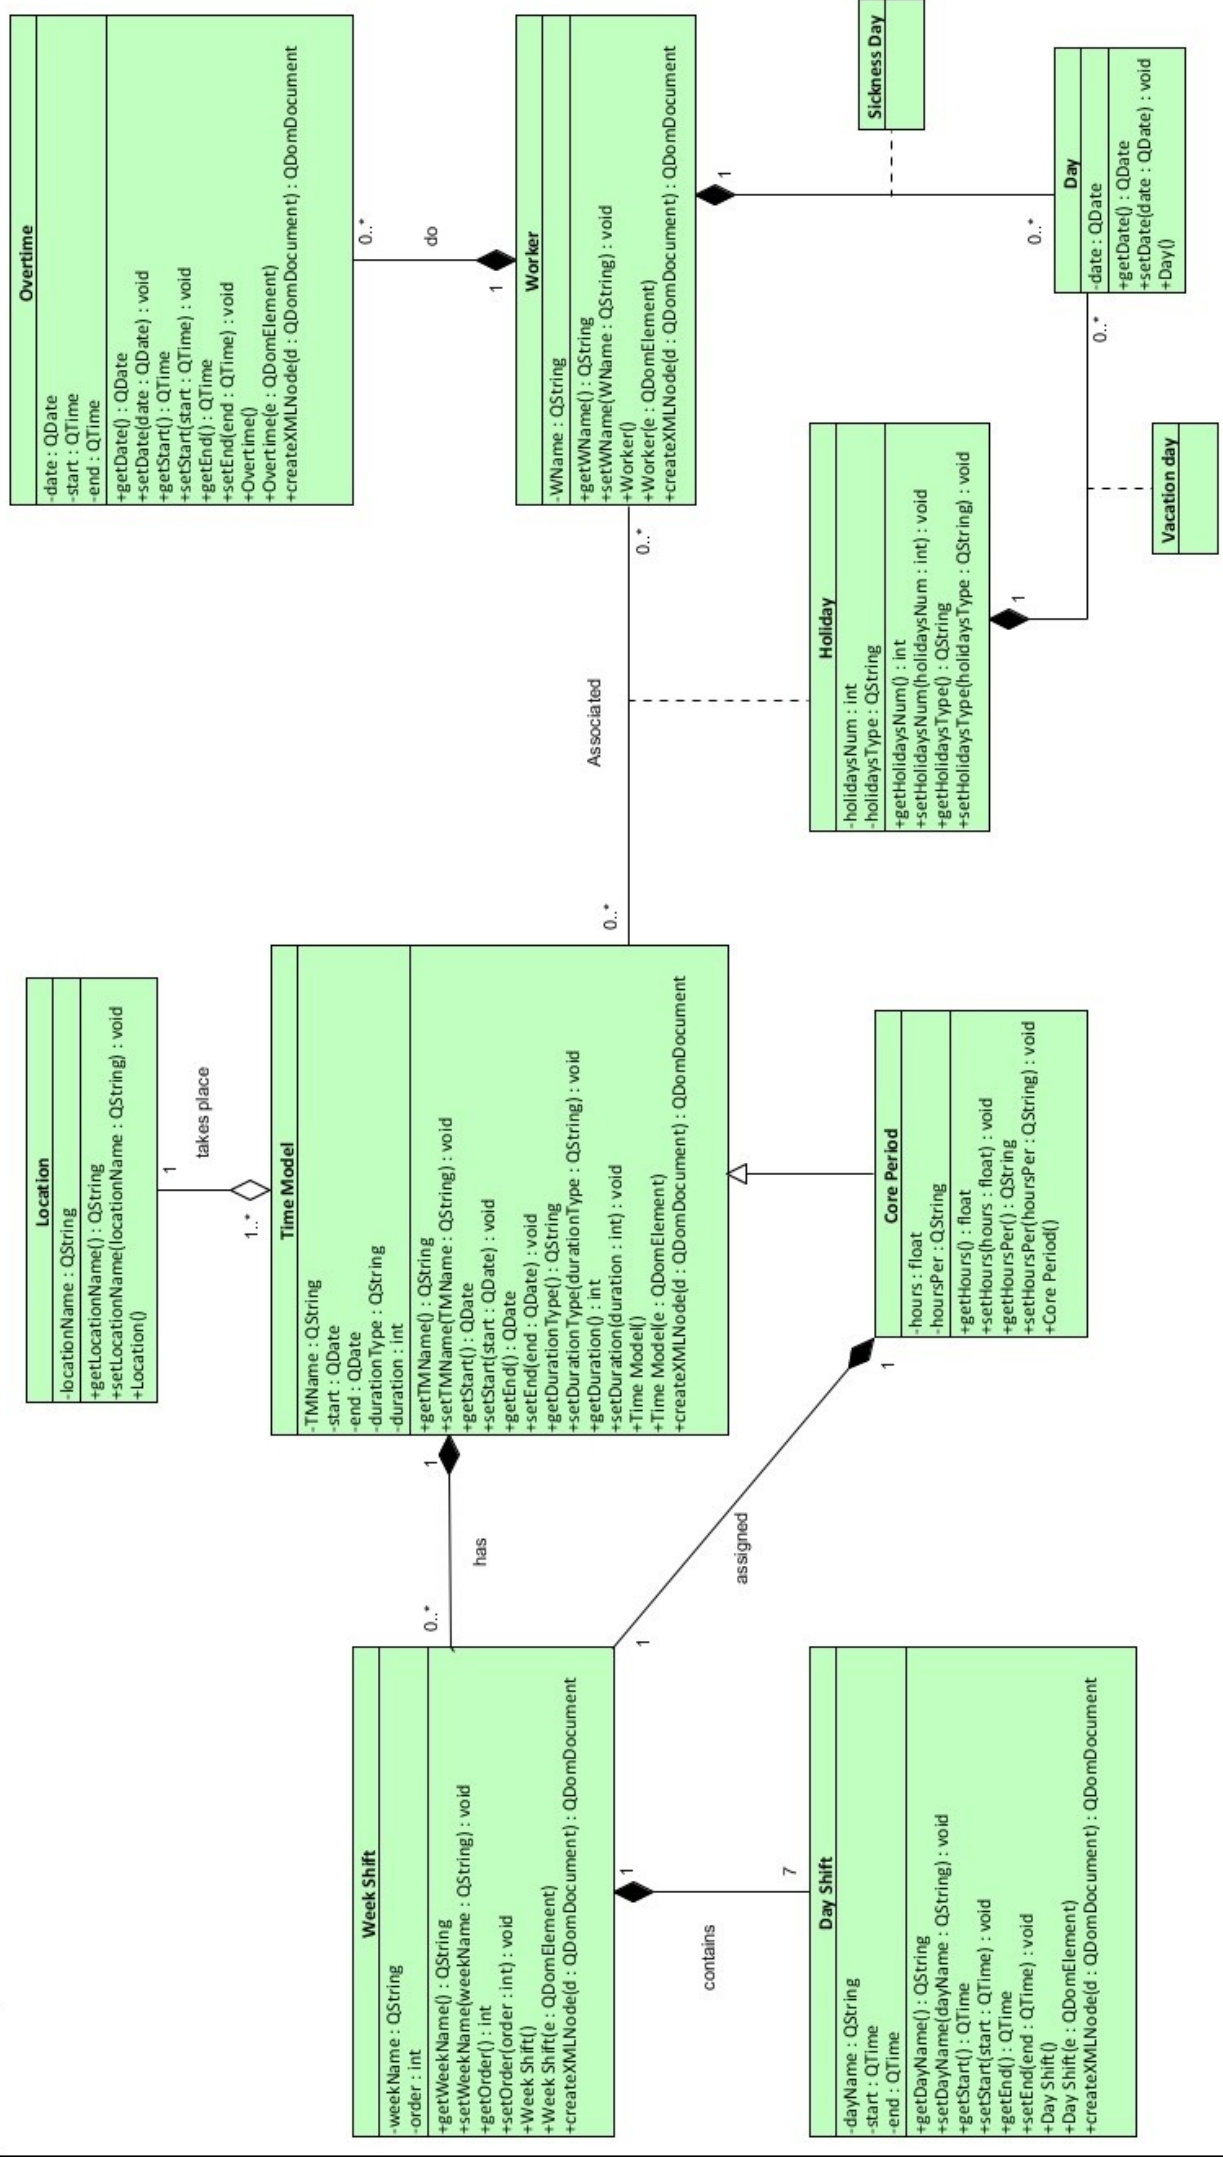 Location
-locationName : QString
+getLocationName() : QString
+setLocationName(locationName : QString) : void
+Location()
Overtime
-date : QDate
-start : QTime
-end : QTime
+getDate() : QDate
+setDate(date : QDate) : void
+getStart() : QTime
+setStart(start : QTime) : void
+getEnd() : QTime
+setEnd(end : QTime) : void
+Overtime()
+Overtime(e : QDomElement)
+createXMLNode(d : QDomDocument) : QDomDocument
1
takes place
1..*
0..*
do
1
Time Model
-TMName : QString
-start : QDate
-end : QDate
-durationType : QString
-duration : int
+getTMName() : QString
+setTMName(TMName : QString) : void
+getStart() : QDate
+setStart(start : QDate) : void
+getEnd() : QDate
+setEnd(end : QDate) : void
+getDurationType() : QString
+setDurationType(durationType : QString) : void
+getDuration() : int
+setDuration(duration : int) : void
+Time Model()
+Time Model(e : QDomElement)
+createXMLNode(d : QDomDocument) : QDomDocument
Worker
-WName : QString
+getWName() : QString
+setWName(WName : QString) : void
+Worker()
+Worker(e : QDomElement)
+createXMLNode(d : QDomDocument) : QDomDocument
0..*
Associated
0..*
Week Shift
-weekName : QString
-order : int
+getWeekName() : QString
+setWeekName(weekName : QString) : void
+getOrder() : int
+setOrder(order : int) : void
+Week Shift()
+Week Shift(e : QDomElement)
+createXMLNode(d : QDomDocument) : QDomDocument
0..*
has
1
1
assigned
1
1
contains
7
Day Shift
-dayName : QString
-start : QTime
-end : QTime
+getDayName() : QString
+setDayName(dayName : QString) : void
+getStart() : QTime
+setStart(start : QTime) : void
+getEnd() : QTime
+setEnd(end : QTime) : void
+Day Shift()
+Day Shift(e : QDomElement)
+createXMLNode(d : QDomDocument) : QDomDocument
Core Period
-hours : float
-hoursPer : QString
+getHours() : float
+setHours(hours : float) : void
+getHoursPer() : QString
+setHoursPer(hoursPer : QString) : void
+Core Period()
Holiday
-holidaysNum : int
-holidaysType : QString
+getHolidaysNum() : int
+setHolidaysNum(holidaysNum : int) : void
+getHolidaysType() : QString
+setHolidaysType(holidaysType : QString) : void
1
1
Sickness Day
0..*
Day
-date : QDate
+getDate() : QDate
+setDate(date : QDate) : void
+Day()
0..*
Vacation day